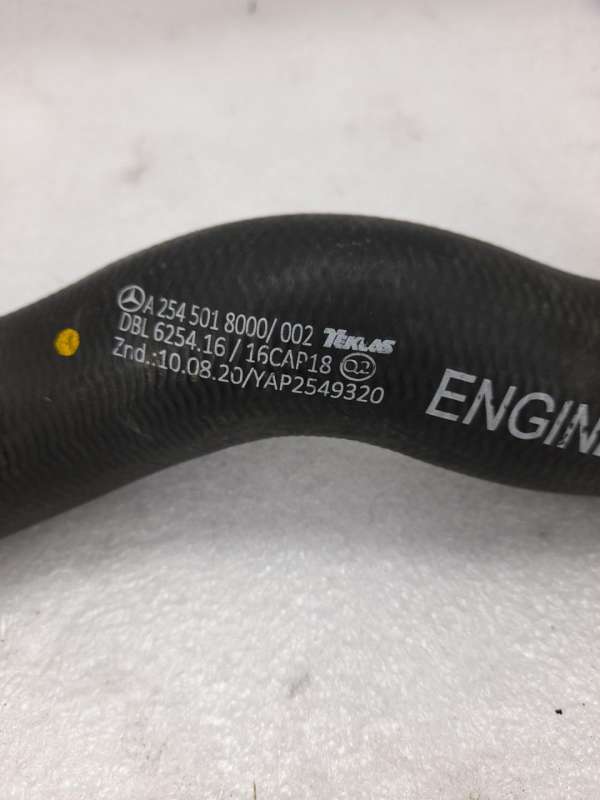 A 254 501 8000/ 002 TEKLAS
DBL 6254.16 / 16CAP18 Q2
Znd.:10.08.20/YAP2549320
ENGIN